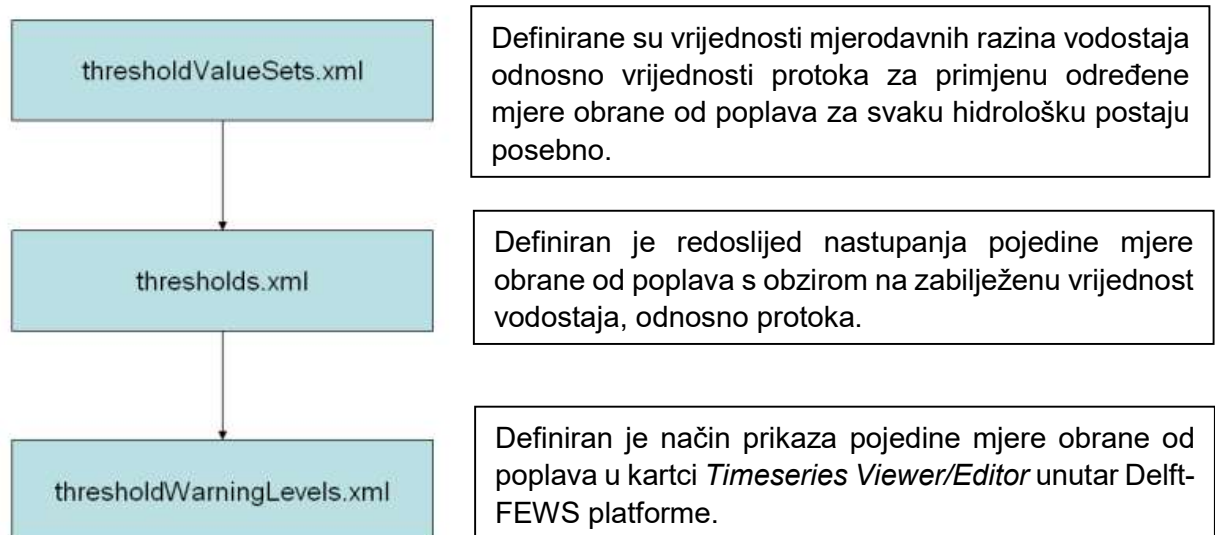 thresholdValueSets.xml
Definirane su vrijednosti mjerodavnih razina vodostaja
odnosno vrijednosti protoka za primjenu određene
mjere obrane od poplava za svaku hidrološku postaju
posebno.
thresholds.xml
Definiran je redoslijed nastupanja pojedine mjere
obrane od poplava s obzirom na zabilježenu vrijednost
vodostaja, odnosno protoka.
thresholdWarningLevels.xml
Definiran je način prikaza pojedine mjere obrane od
poplava u kartci Timeseries Viewer/Editor unutar Delft-
FEWS platforme.